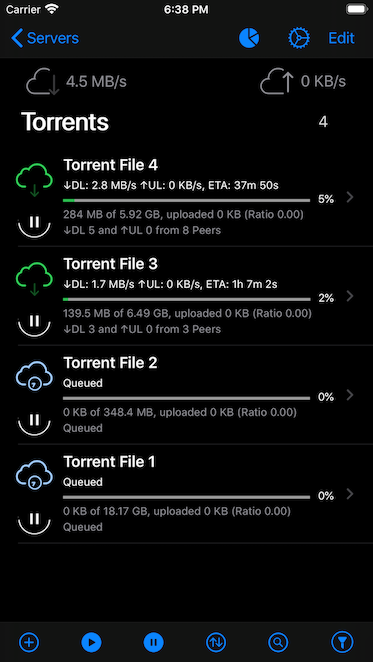 Carrier 6:38 PM
Servers Edit
4.5 MB/s 0 KB/s
Torrents 4
Torrent File 4
↓DL: 2.8 MB/s ↑UL: 0 KB/s, ETA: 37m 50s
5%
284 MB of 5.92 GB, uploaded 0 KB (Ratio 0.00)
↓DL 5 and ↑UL 0 from 8 Peers
Torrent File 3
↓DL: 1.7 MB/s ↑UL: 0 KB/s, ETA: 1h 7m 2s
2%
139.5 MB of 6.49 GB, uploaded 0 KB (Ratio 0.00)
↓DL 3 and ↑UL 0 from 3 Peers
Torrent File 2
Queued
0%
0 KB of 348.4 MB, uploaded 0 KB (Ratio 0.00)
Queued
Torrent File 1
Queued
0%
0 KB of 18.17 GB, uploaded 0 KB (Ratio 0.00)
Queued